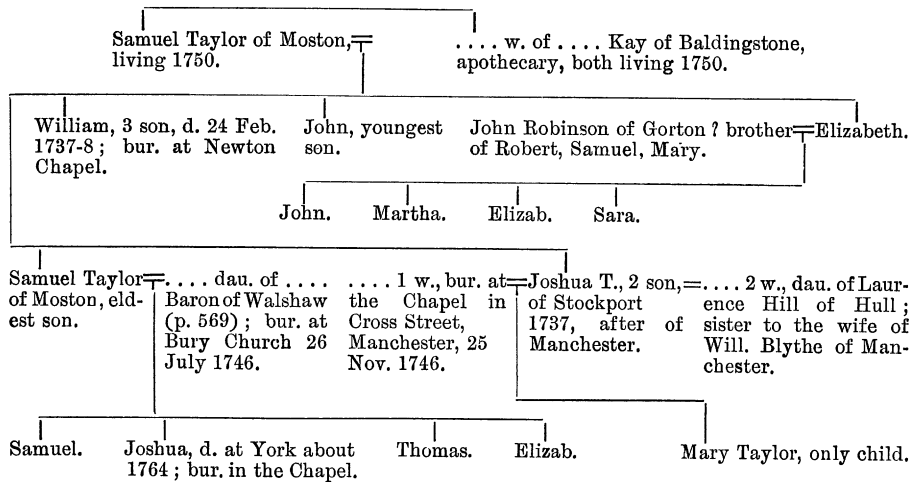 Samuel Taylor of Moston,
living 1750.
. . . . w. of . . . . Kay of Baldingstone,
apothecary, both living 1750.
William, 3 son, d. 24 Feb.
1737-8 ; bur. at Newton
Chapel.
John, youngest
son.
John Robinson of Gorton ? brother
of Robert, Samuel, Mary.
Elizabeth.
John.
Martha.
Elizab.
Sara.
Samuel Taylor
of Moston, eld-
est son.
. . . . dau. of . . . .
Baron of Walshaw
(p. 569) ; bur. at
Bury Church 26
July 1746.
. . . . 1 w., bur. at
the Chapel in
Cross Street,
Manchester, 25
Nov. 1746.
Joshua T., 2 son,
of Stockport
1737, after of
Manchester.
. . . . 2 w., dau. of Laur-
ence Hill of Hull ;
sister to the wife of
Will. Blythe of Man-
chester.
Samuel.
Joshua, d. at York about
1764 ; bur. in the Chapel.
Thomas.
Elizab.
Mary Taylor, only child.